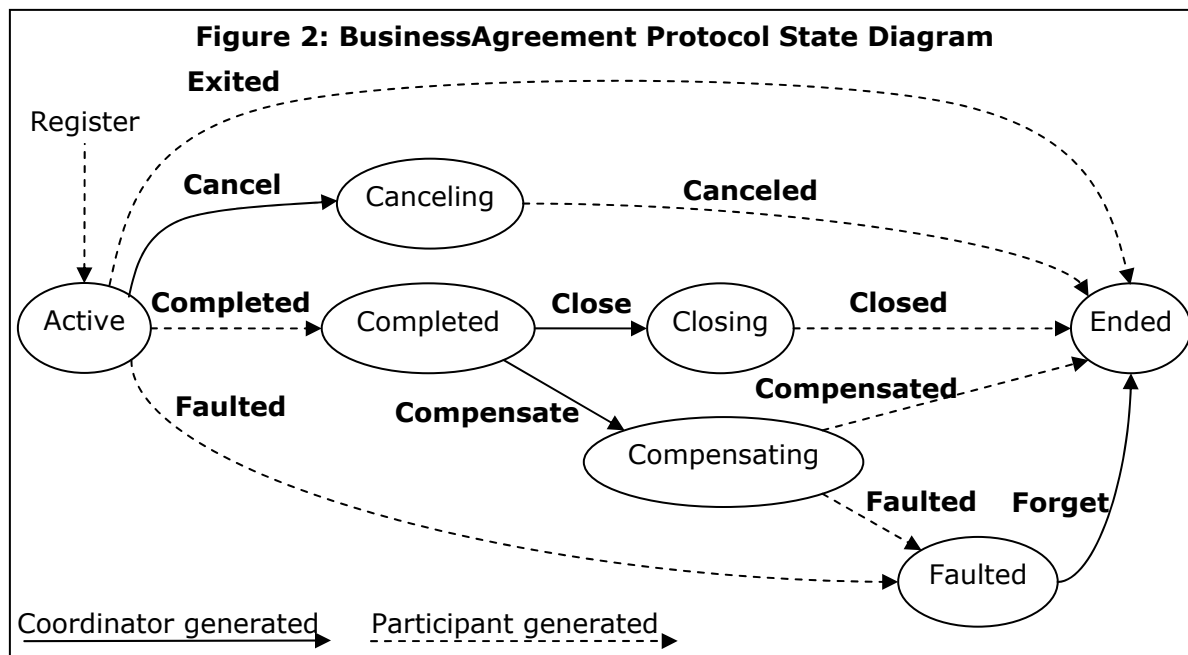 Figure 2: BusinessAgreement Protocol State Diagram
Exited
Register
Cancel
Canceling
Canceled
Active
Completed
Completed
Close
Closing
Closed
Ended
Faulted
Compensate
Compensated
Compensating
Faulted
Forget
Faulted
Coordinator generated
Participant generated